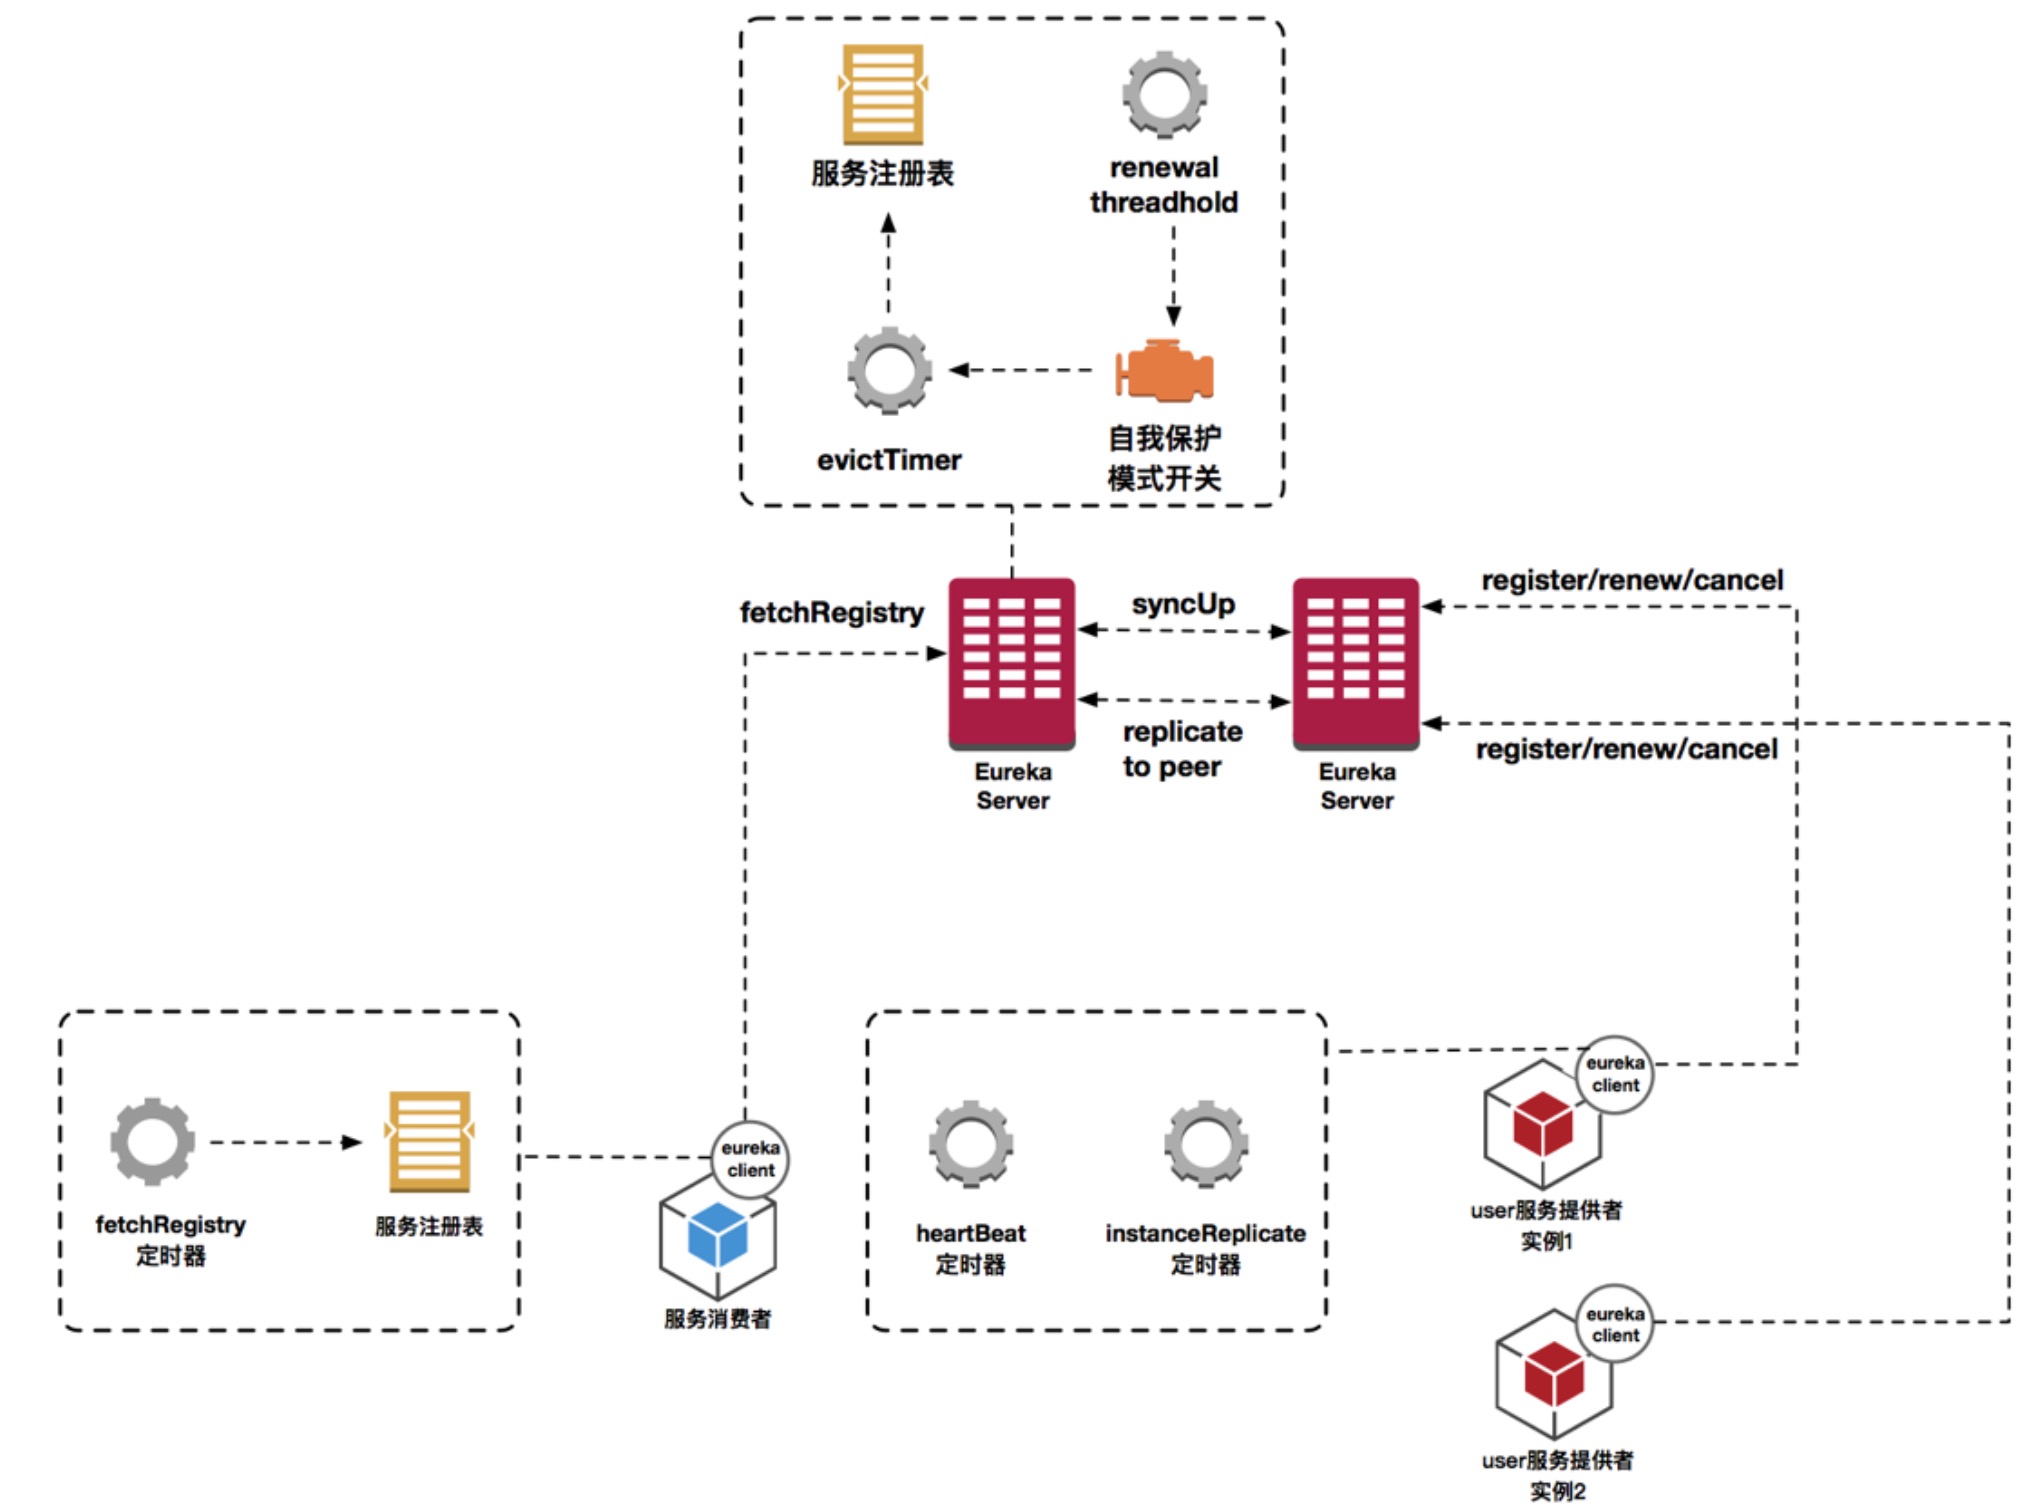 服务注册表
renewal
threadhold
evictTimer
自我保护
模式开关
fetchRegistry
syncUp
register/renew/cancel
replicate
to peer
register/renew/cancel
Eureka
Server
Eureka
Server
fetchRegistry
定时器
服务注册表
eureka
client
服务消费者
heartBeat
定时器
instanceReplicate
定时器
eureka
client
user服务提供者
实例1
eureka
client
user服务提供者
实例2